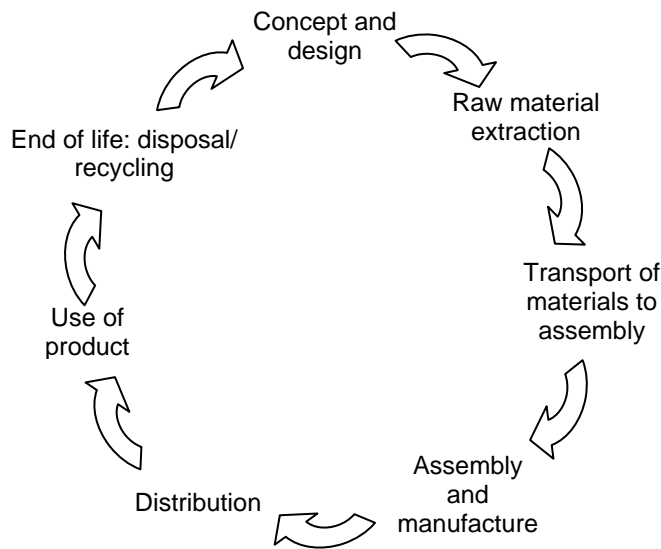 Concept and
design
Raw material
extraction
Transport of
materials to
assembly
Assembly
and
manufacture
Distribution
Use of
product
End of life: disposal/
recycling